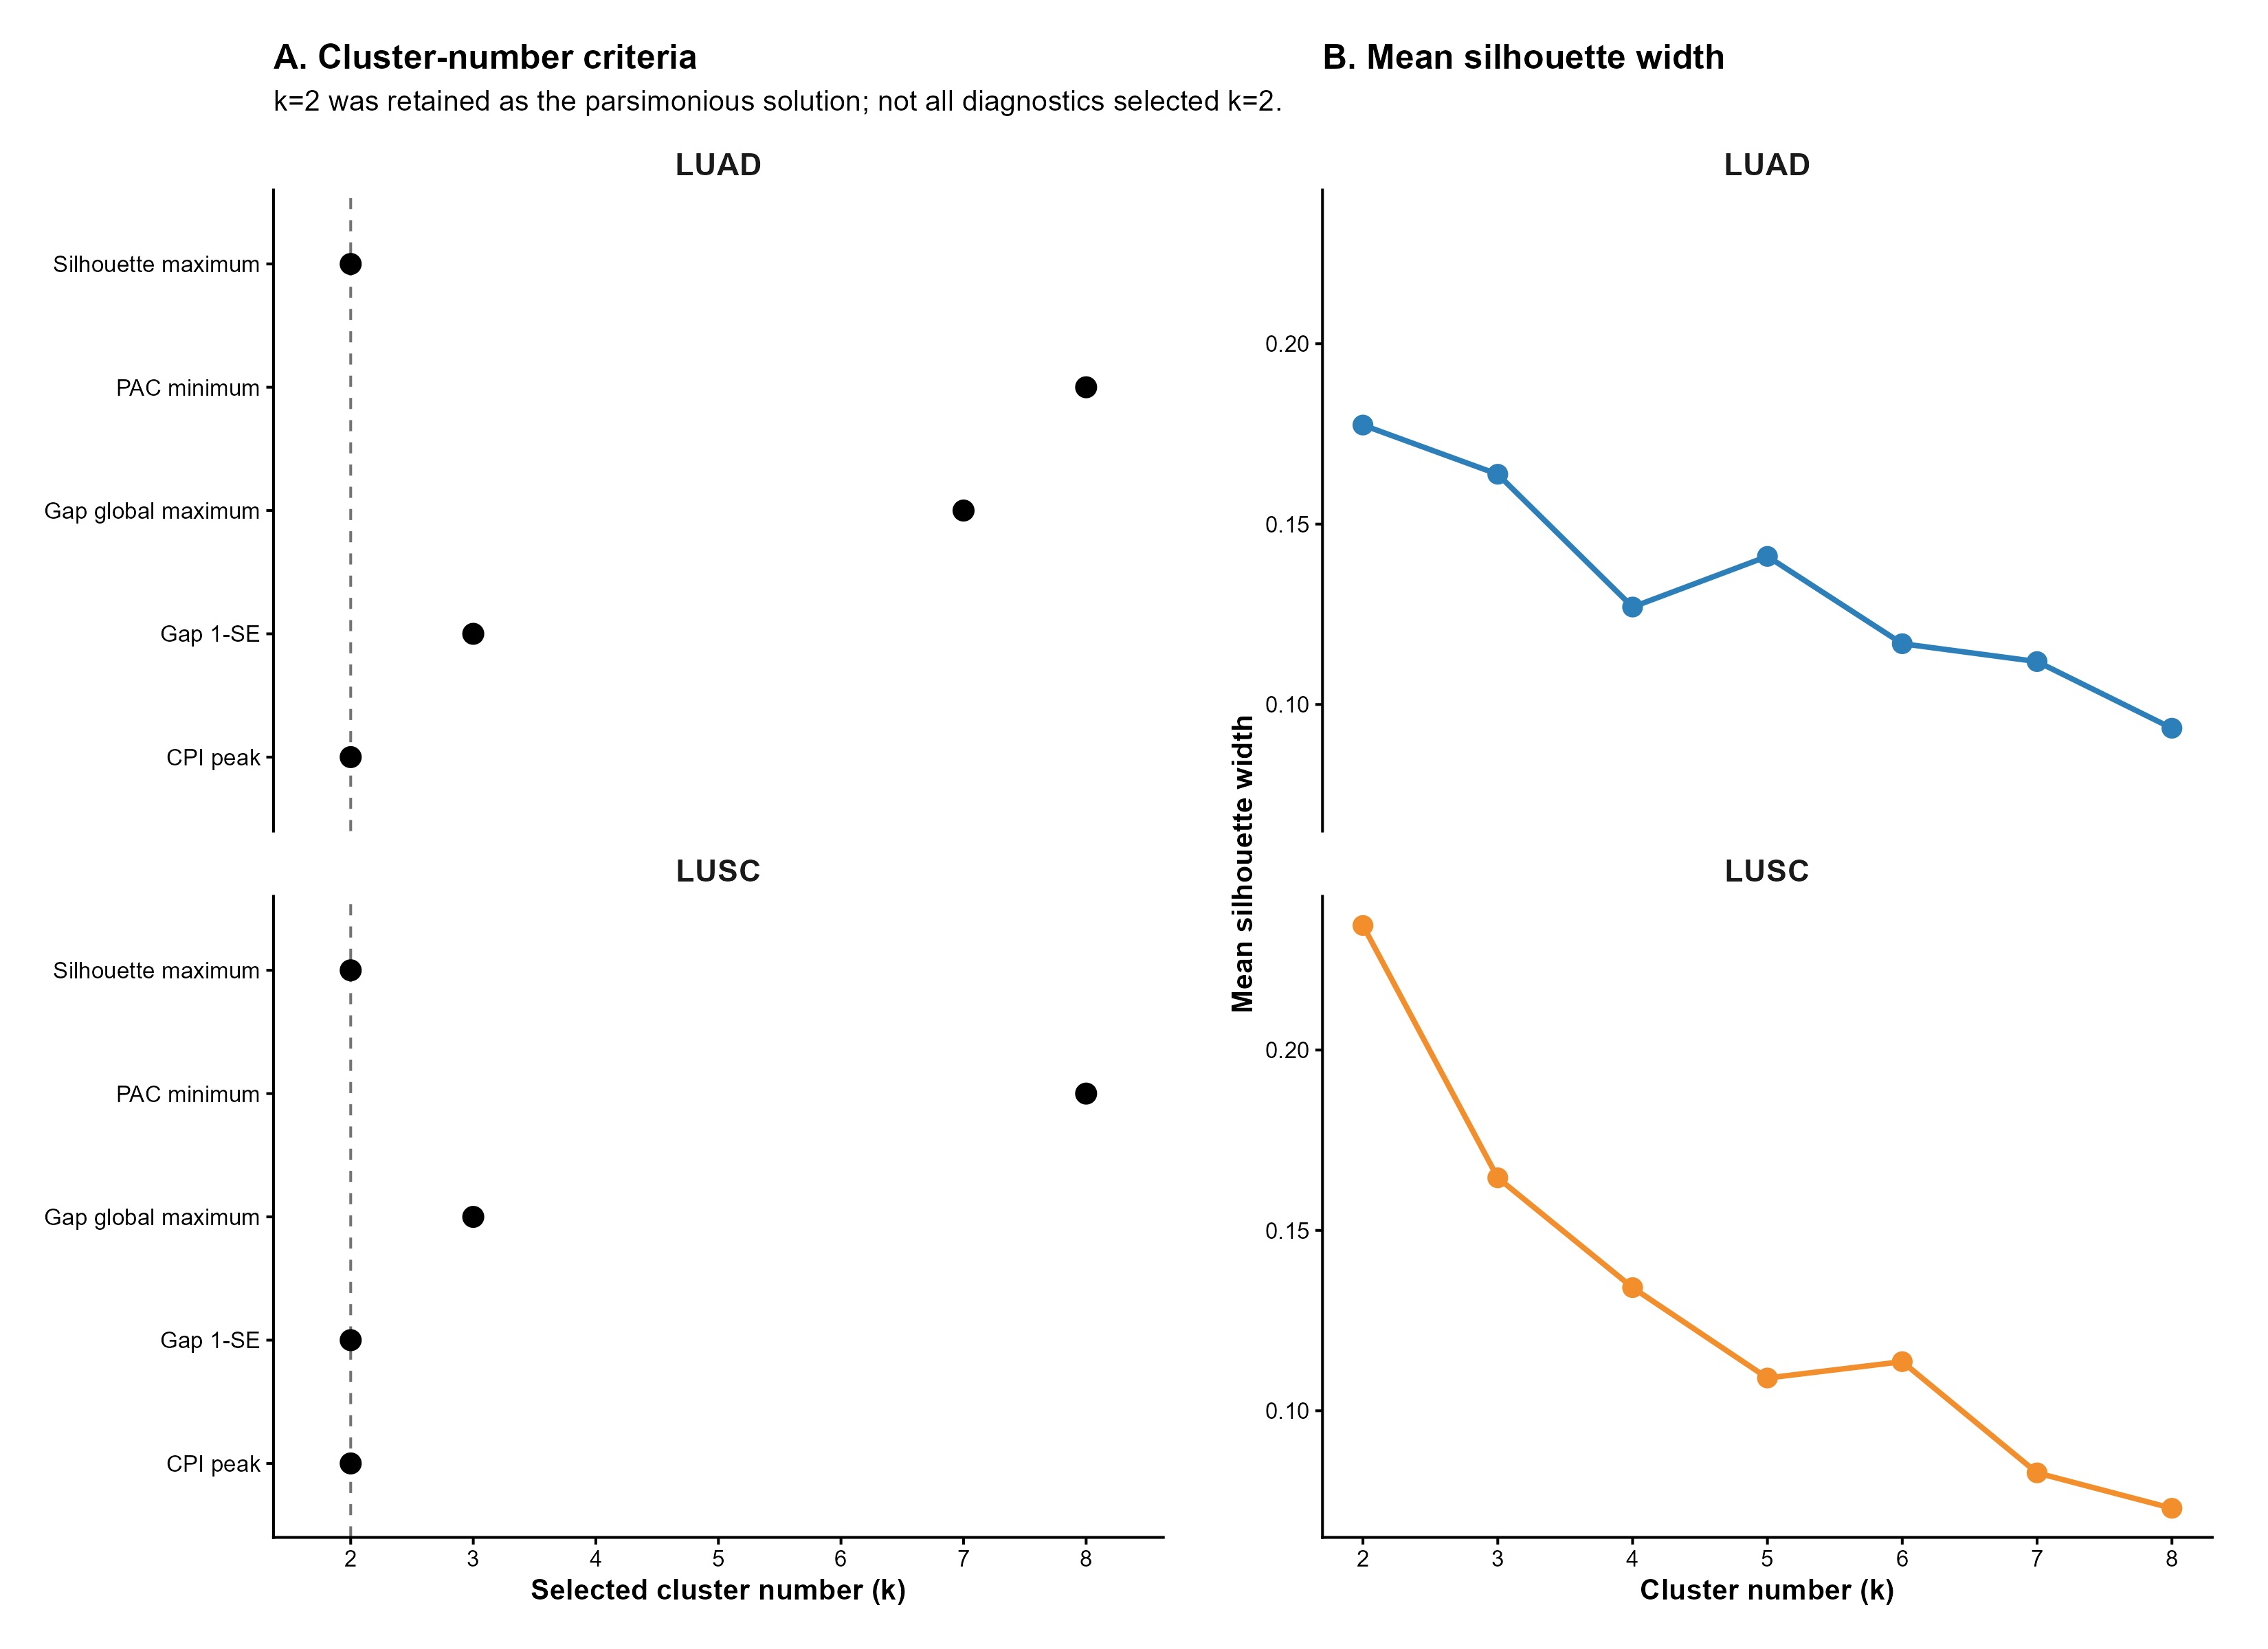 A. Cluster-number criteria
k=2 was retained as the parsimonious solution; not all diagnostics selected k=2.
LUAD
Silhouette maximum
PAC minimum
Gap global maximum
Gap 1-SE
CPI peak
LUSC
Silhouette maximum
PAC minimum
Gap global maximum
Gap 1-SE
CPI peak
2 3 4 5 6 7 8
Selected cluster number (k)
B. Mean silhouette width
Mean silhouette width
LUAD
0.20
0.15
0.10
LUSC
0.20
0.15
0.10
2 3 4 5 6 7 8
Cluster number (k)